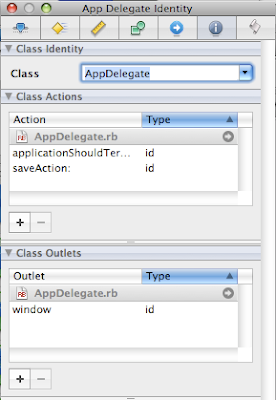 App Delegate Identity
Class Identity
Class AppDelegate
Class Actions
Action Type
AppDelegate.rb
applicationShouldTer... id
saveAction: id
Class Outlets
Outlet Type
AppDelegate.rb
window id